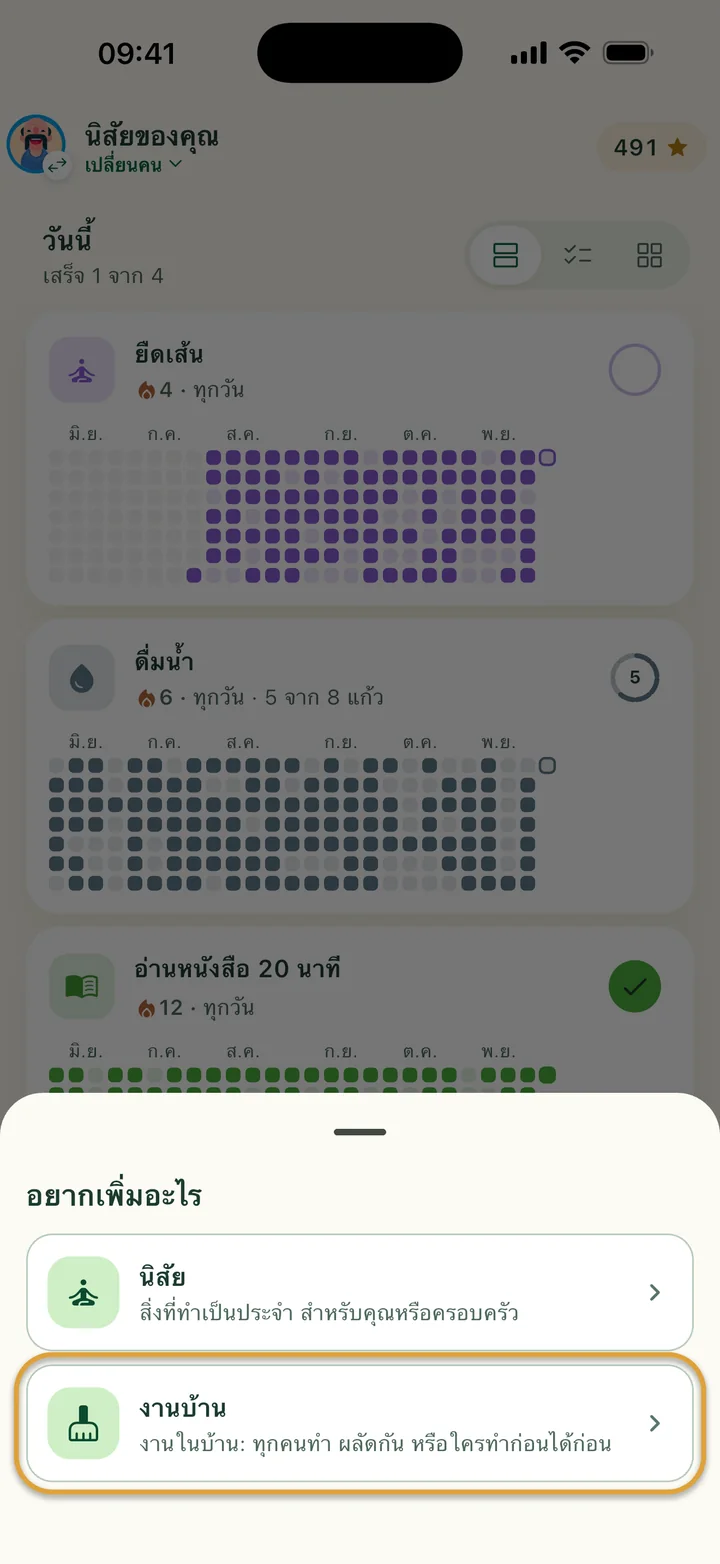 09:41
นิสัยของคุณ
เปลี่ยนคน
491
วันนี้
เสร็จ 1 จาก 4
ยืดเส้น
4 · ทุกวัน
มิ.ย. ก.ค. ส.ค. ก.ย. ต.ค. พ.ย.
ดื่มน้ำ
6 · ทุกวัน · 5 จาก 8 แก้ว
5
มิ.ย. ก.ค. ส.ค. ก.ย. ต.ค. พ.ย.
อ่านหนังสือ 20 นาที
12 · ทุกวัน
มิ.ย. ก.ค. ส.ค. ก.ย. ต.ค. พ.ย.
อยากเพิ่มอะไร
นิสัย
สิ่งที่ทำเป็นประจำ สำหรับคุณหรือครอบครัว
งานบ้าน
งานในบ้าน: ทุกคนทำ ผลัดกัน หรือใครทำก่อนได้ก่อน